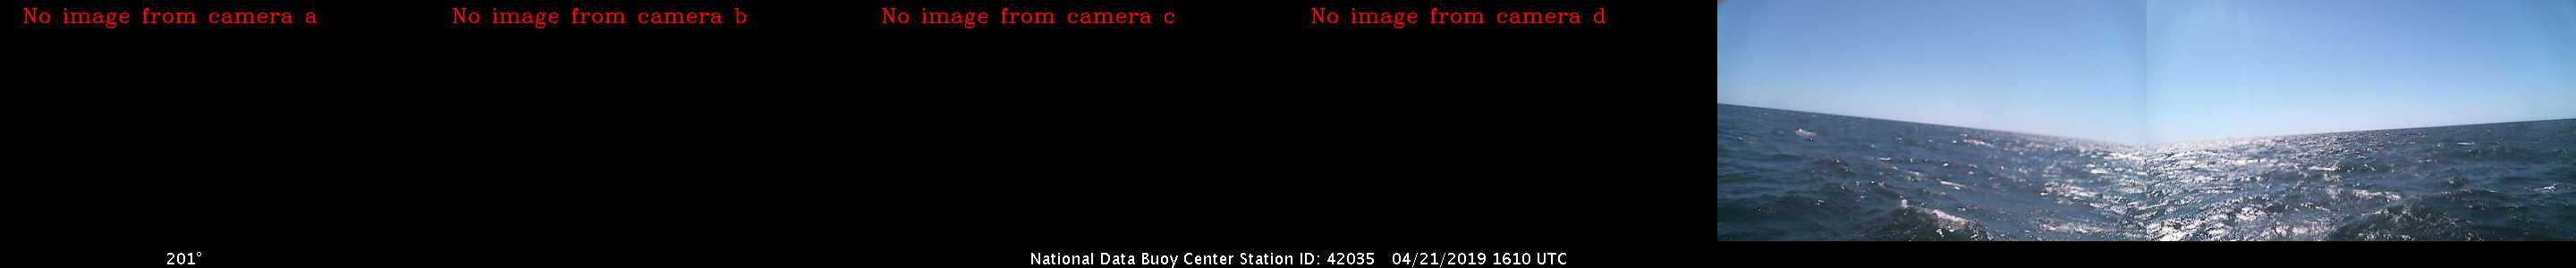 No image from camera a
No image from camera b
No image from camera c
No image from camera d
201°
National Data Buoy Center Station ID: 42035 04/21/2019 1610 UTC